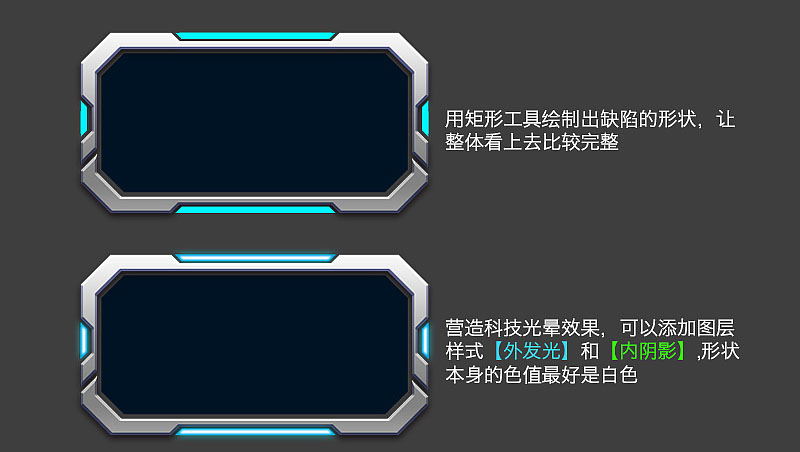 用矩形工具绘制出缺陷的形状，让
整体看上去比较完整
营造科技光晕效果，可以添加图层
样式【外发光】和【内阴影】,形状
本身的色值最好是白色